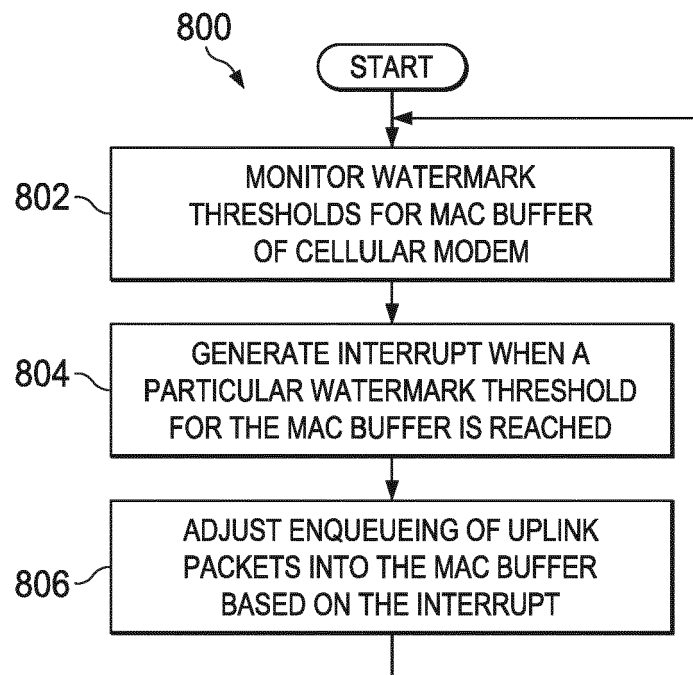 800
START
802
MONITOR WATERMARK
THRESHOLDS FOR MAC BUFFER
OF CELLULAR MODEM
804
GENERATE INTERRUPT WHEN A
PARTICULAR WATERMARK THRESHOLD
FOR THE MAC BUFFER IS REACHED
806
ADJUST ENQUEUEING OF UPLINK
PACKETS INTO THE MAC BUFFER
BASED ON THE INTERRUPT